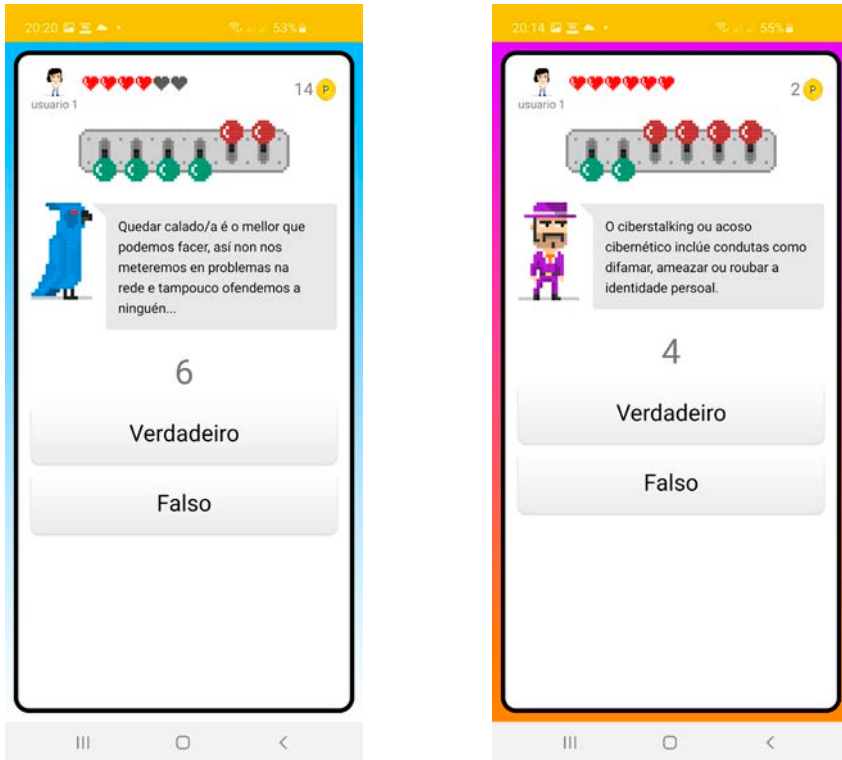 20:20
53%
usuario 1
14 P
Quedar calado/a é o mellor que
podemos facer, así non nos
meteremos en problemas na
rede e tampouco ofendemos a
ninguén...
6
Verdadeiro
Falso
20:14
55%
usuario 1
2 P
O ciberstalking ou acoso
cibernético inclúe condutas como
difamar, ameazar ou roubar a
identidade persoal.
4
Verdadeiro
Falso